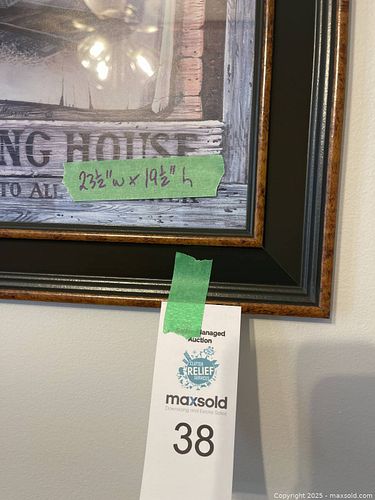 NG HOUSE
23½" w x 19½" h
TO ALL
Managed
Auction
CLUTTER
RELIEF
SERVICES
maxsold
Downsizing and Estate Sales
38
Copyright 2025 - maxsold.com